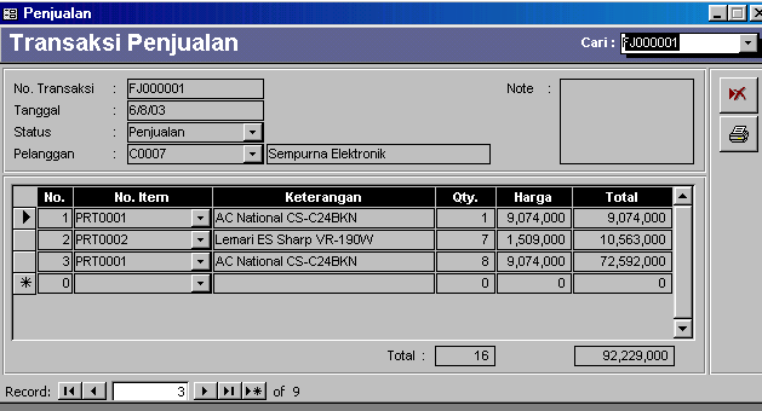 Penjualan
Transaksi Penjualan Cari : FJ000001
No. Transaksi : FJ000001 Note :
Tanggal : 6/8/03
Status : Penjualan
Pelanggan : C0007 Sempurna Elektronik
No. No. Item Keterangan Qty. Harga Total
1 PRT0001 AC National CS-C24BKN 1 9,074,000 9,074,000
2 PRT0002 Lemari ES Sharp VR-190W 7 1,509,000 10,563,000
3 PRT0001 AC National CS-C24BKN 8 9,074,000 72,592,000
0 0 0 0
Total : 16 92,229,000
Record: 3 of 9